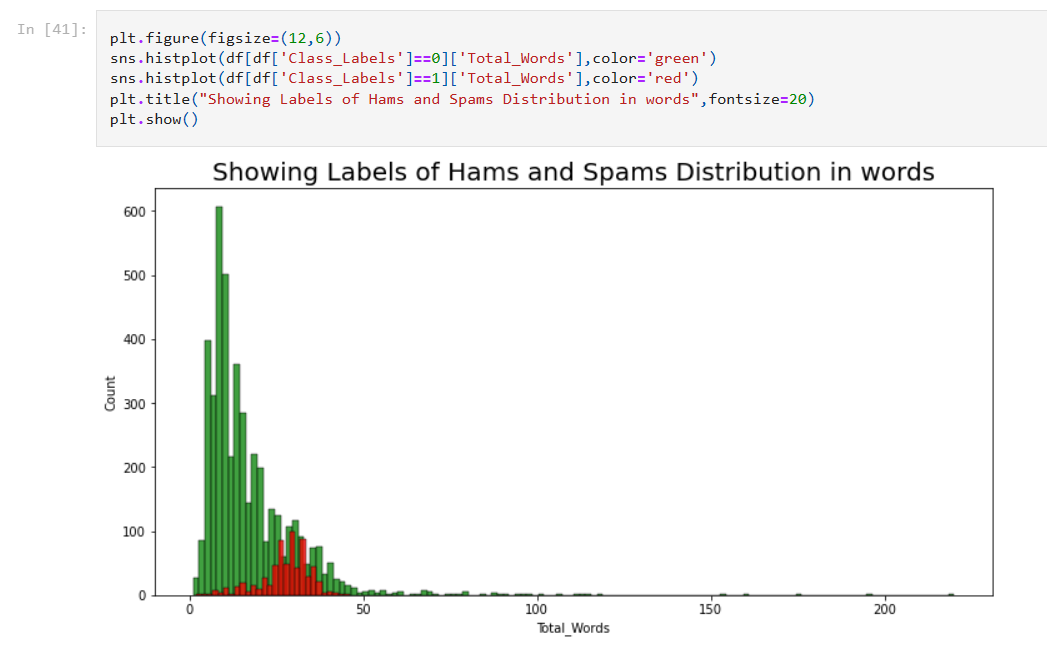 In [41]:
plt.figure(figsize=(12,6))
sns.histplot(df[df['Class_Labels']==0]['Total_Words'],color='green')
sns.histplot(df[df['Class_Labels']==1]['Total_Words'],color='red')
plt.title("Showing Labels of Hams and Spams Distribution in words",fontsize=20)
plt.show()
Showing Labels of Hams and Spams Distribution in words
600
500
400
300
200
100
0
Count
0 50 100 150 200
Total_Words